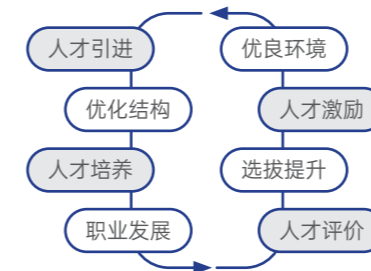 人才引进
优良环境
优化结构
人才激励
人才培养
选拔提升
职业发展
人才评价